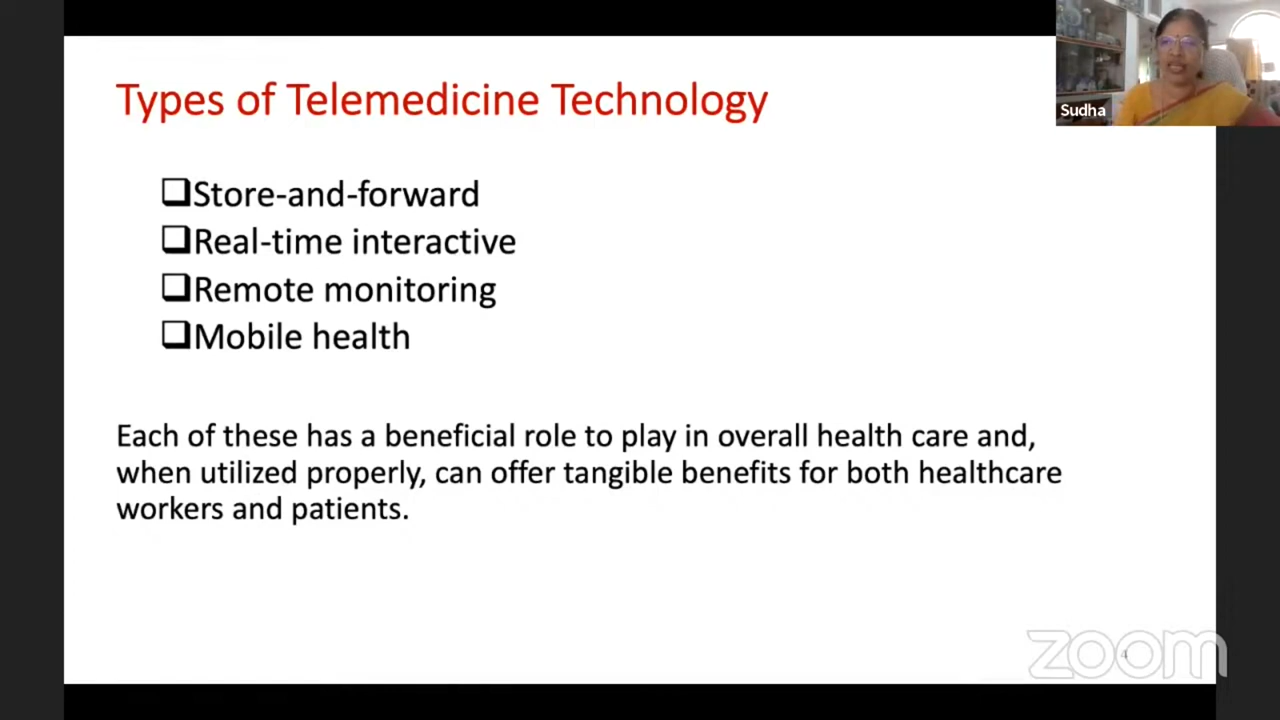 Types of Telemedicine Technology
Sudha
❑Store-and-forward
❑Real-time interactive
❑Remote monitoring
❑Mobile health
Each of these has a beneficial role to play in overall health care and,
when utilized properly, can offer tangible benefits for both healthcare
workers and patients.
zoom
4